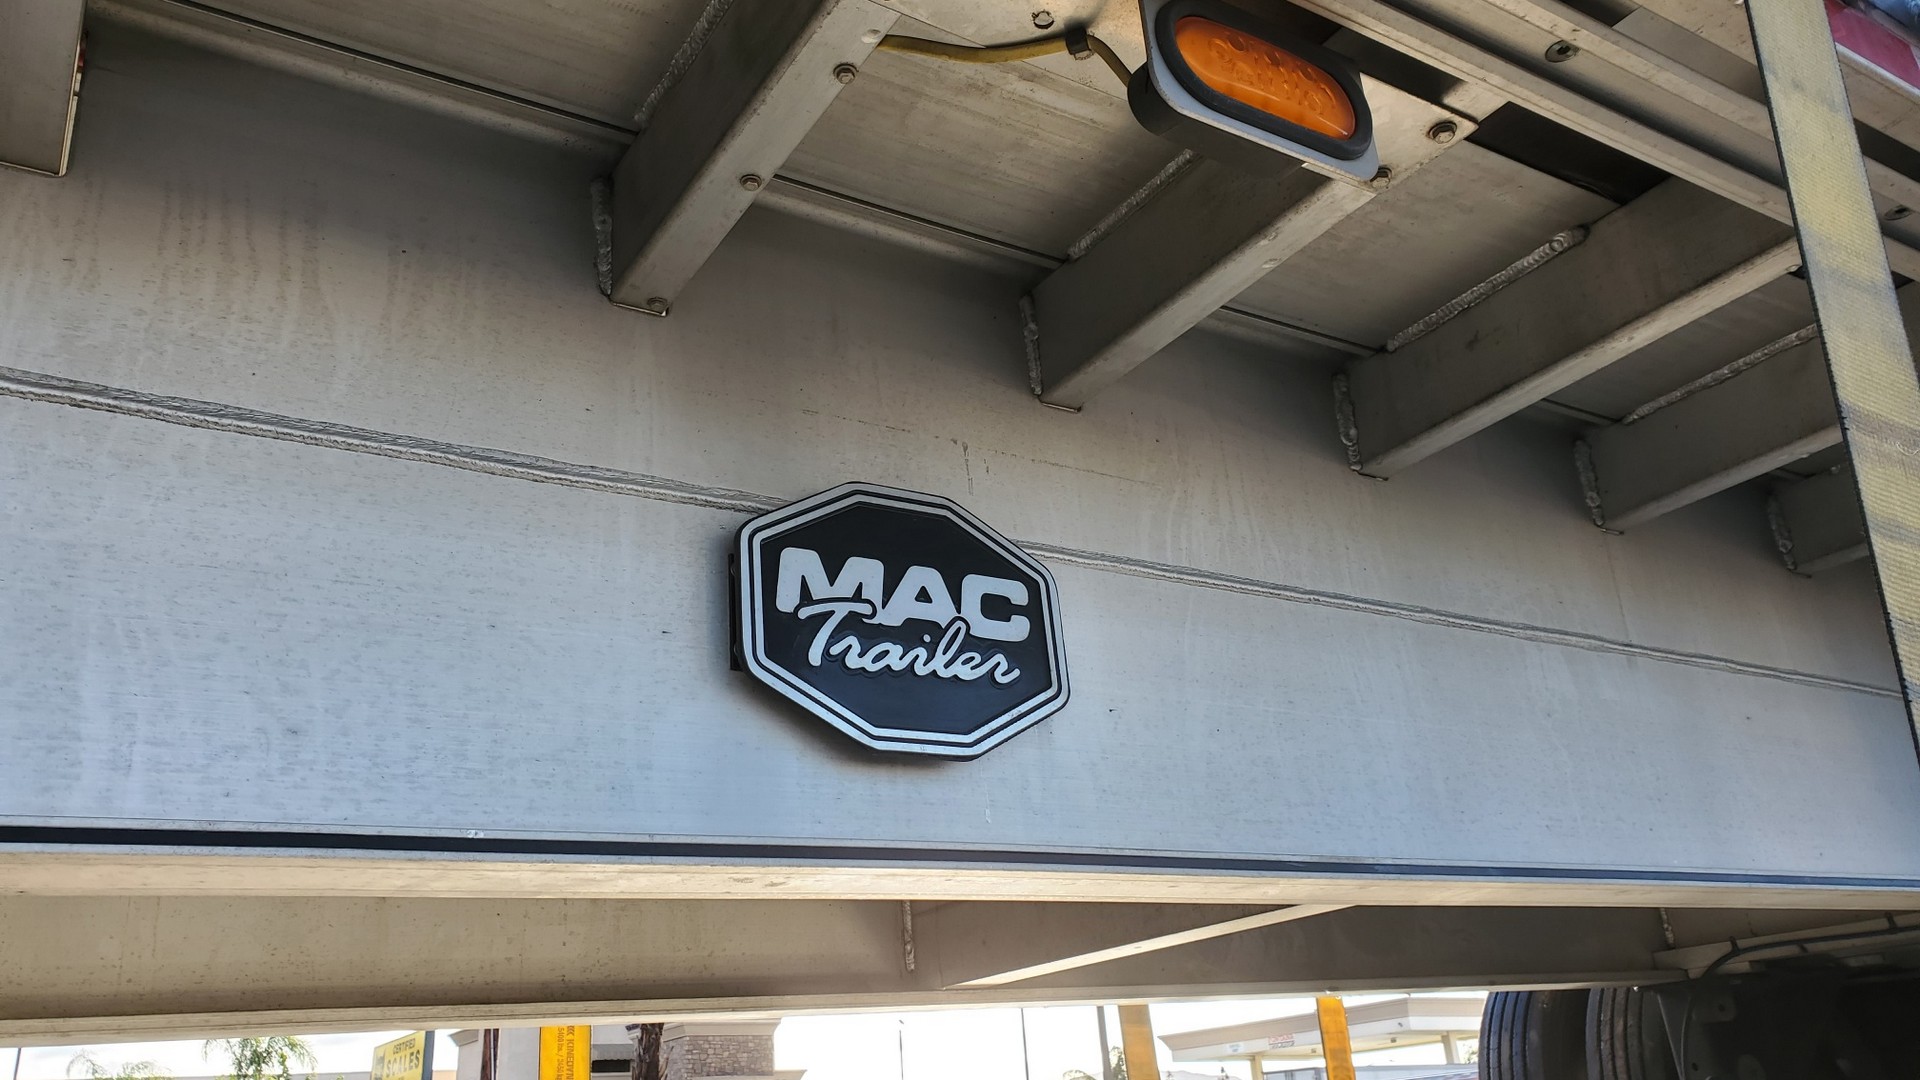 MAC
Trailer
CERTIFIED
SCALES